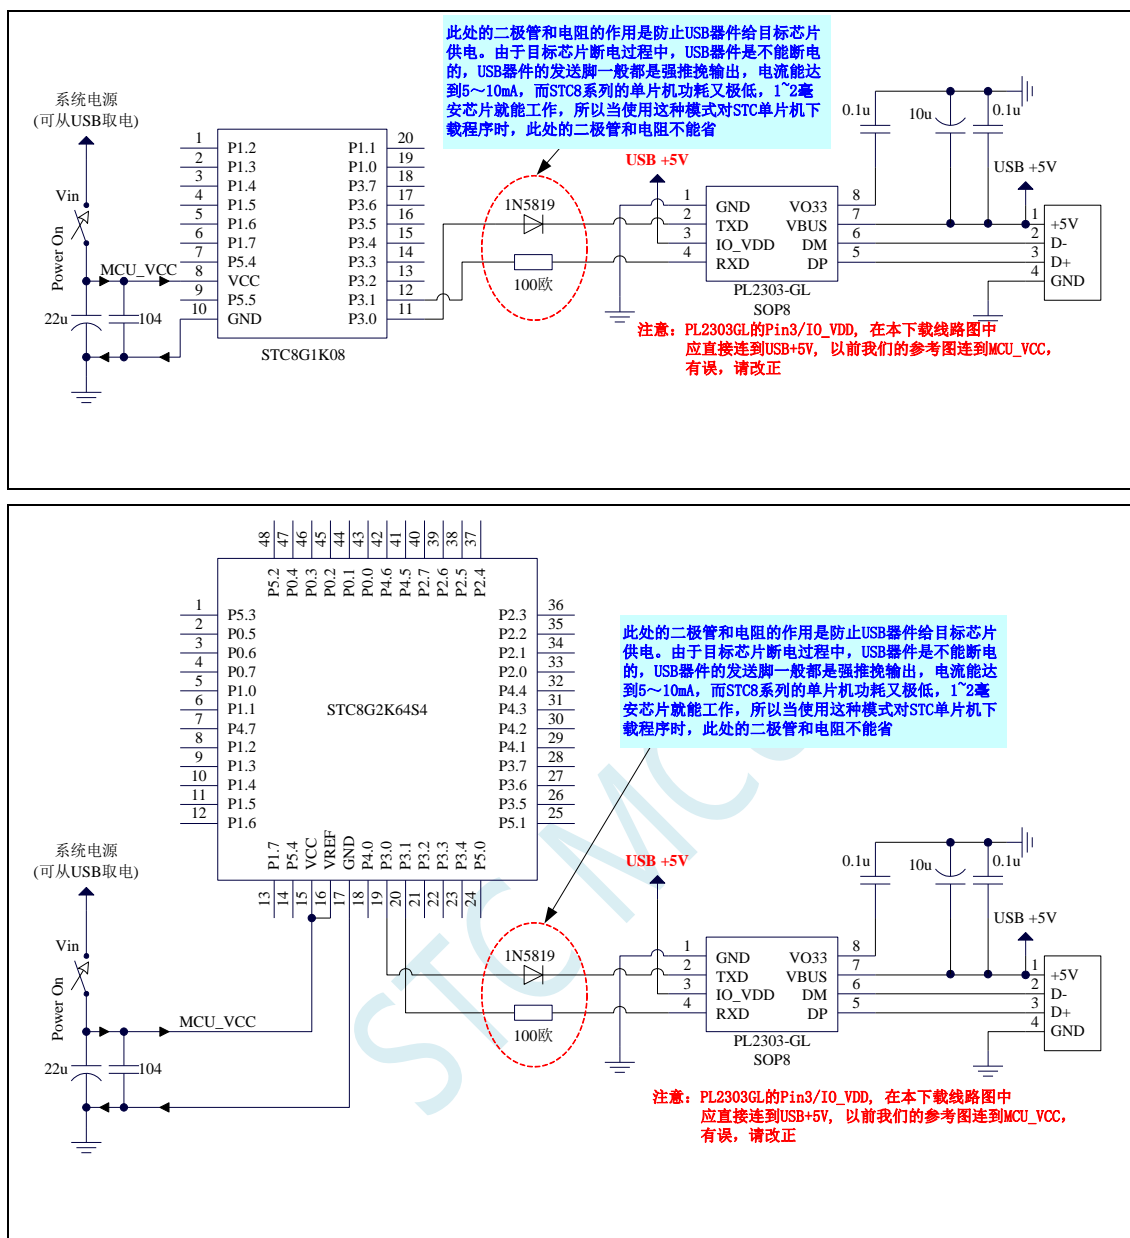 此处的二极管和电阻的作用是防止USB器件给目标芯片
供电。由于目标芯片断电过程中，USB器件是不能断电
的，USB器件的发送脚一般都是强推挽输出，电流能达
到5～10mA，而STC8系列的单片机功耗又极低，1~2毫
安芯片就能工作，所以当使用这种模式对STC单片机下
载程序时，此处的二极管和电阻不能省
系统电源
(可从USB取电)
Vin
Power On
MCU_VCC
22u
104
1 P1.2
2 P1.3
3 P1.4
4 P1.5
5 P1.6
6 P1.7
7 P5.4
8 VCC
9 P5.5
10 GND
P1.1 20
P1.0 19
P3.7 18
P3.6 17
P3.5 16
P3.4 15
P3.3 14
P3.2 13
P3.1 12
P3.0 11
STC8G1K08
1N5819
100欧
USB +5V
1 GND
2 TXD
3 IO_VDD
4 RXD
VO33 8
VBUS 7
DM 6
DP 5
PL2303-GL
SOP8
0.1u
10u
0.1u
USB +5V
1 +5V
2 D-
3 D+
4 GND
注意：PL2303GL的Pin3/IO_VDD, 在本下载线路图中
应直接连到USB+5V, 以前我们的参考图连到MCU_VCC，
有误，请改正
48 47 46 45 44 43 42 41 40 39 38 37
P5.2 P0.4 P0.3 P0.2 P0.1 P0.0 P4.6 P4.5 P2.7 P2.6 P2.5 P2.4
1 P5.3
2 P0.5
3 P0.6
4 P0.7
5 P1.0
6 P1.1
7 P4.7
8 P1.2
9 P1.3
10 P1.4
11 P1.5
12 P1.6
STC8G2K64S4
P2.3 36
P2.2 35
P2.1 34
P2.0 33
P4.4 32
P4.3 31
P4.2 30
P4.1 29
P3.7 28
P3.6 27
P3.5 26
P5.1 25
P1.7 P5.4 VCC VREF GND P4.0 P3.0 P3.1 P3.2 P3.3 P3.4 P5.0
13 14 15 16 17 18 19 20 21 22 23 24
此处的二极管和电阻的作用是防止USB器件给目标芯片
供电。由于目标芯片断电过程中，USB器件是不能断电
的，USB器件的发送脚一般都是强推挽输出，电流能达
到5～10mA，而STC8系列的单片机功耗又极低，1~2毫
安芯片就能工作，所以当使用这种模式对STC单片机下
载程序时，此处的二极管和电阻不能省
系统电源
(可从USB取电)
Vin
Power On
MCU_VCC
22u
104
1N5819
100欧
USB +5V
1 GND
2 TXD
3 IO_VDD
4 RXD
VO33 8
VBUS 7
DM 6
DP 5
PL2303-GL
SOP8
0.1u
10u
0.1u
USB +5V
1 +5V
2 D-
3 D+
4 GND
注意：PL2303GL的Pin3/IO_VDD, 在本下载线路图中
应直接连到USB+5V, 以前我们的参考图连到MCU_VCC，
有误，请改正
STC MC